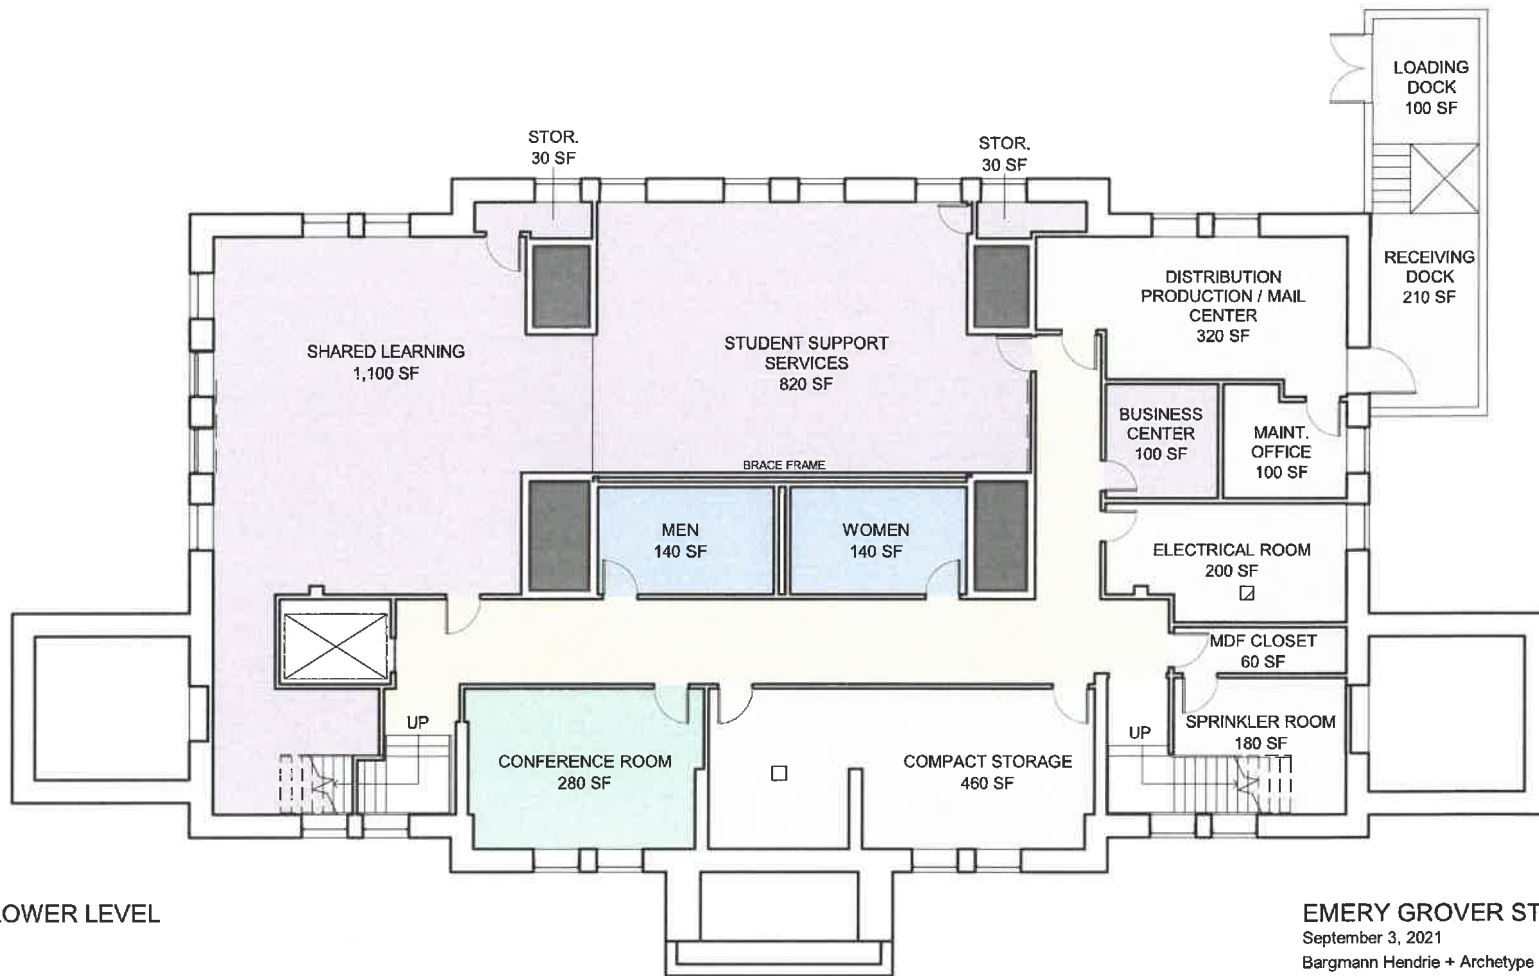 LOADING
DOCK
100 SF
STOR.
30 SF
STOR.
30 SF
RECEIVING
DOCK
210 SF
DISTRIBUTION
PRODUCTION / MAIL
CENTER
320 SF
SHARED LEARNING
1,100 SF
STUDENT SUPPORT
SERVICES
820 SF
BUSINESS
CENTER
100 SF
MAINT.
OFFICE
100 SF
BRACE FRAME
MEN
140 SF
WOMEN
140 SF
ELECTRICAL ROOM
200 SF
MDF CLOSET
60 SF
UP
CONFERENCE ROOM
280 SF
COMPACT STORAGE
460 SF
UP
SPRINKLER ROOM
180 SF
OWER LEVEL
EMERY GROVER ST
September 3, 2021
Bargmann Hendrie + Archetype